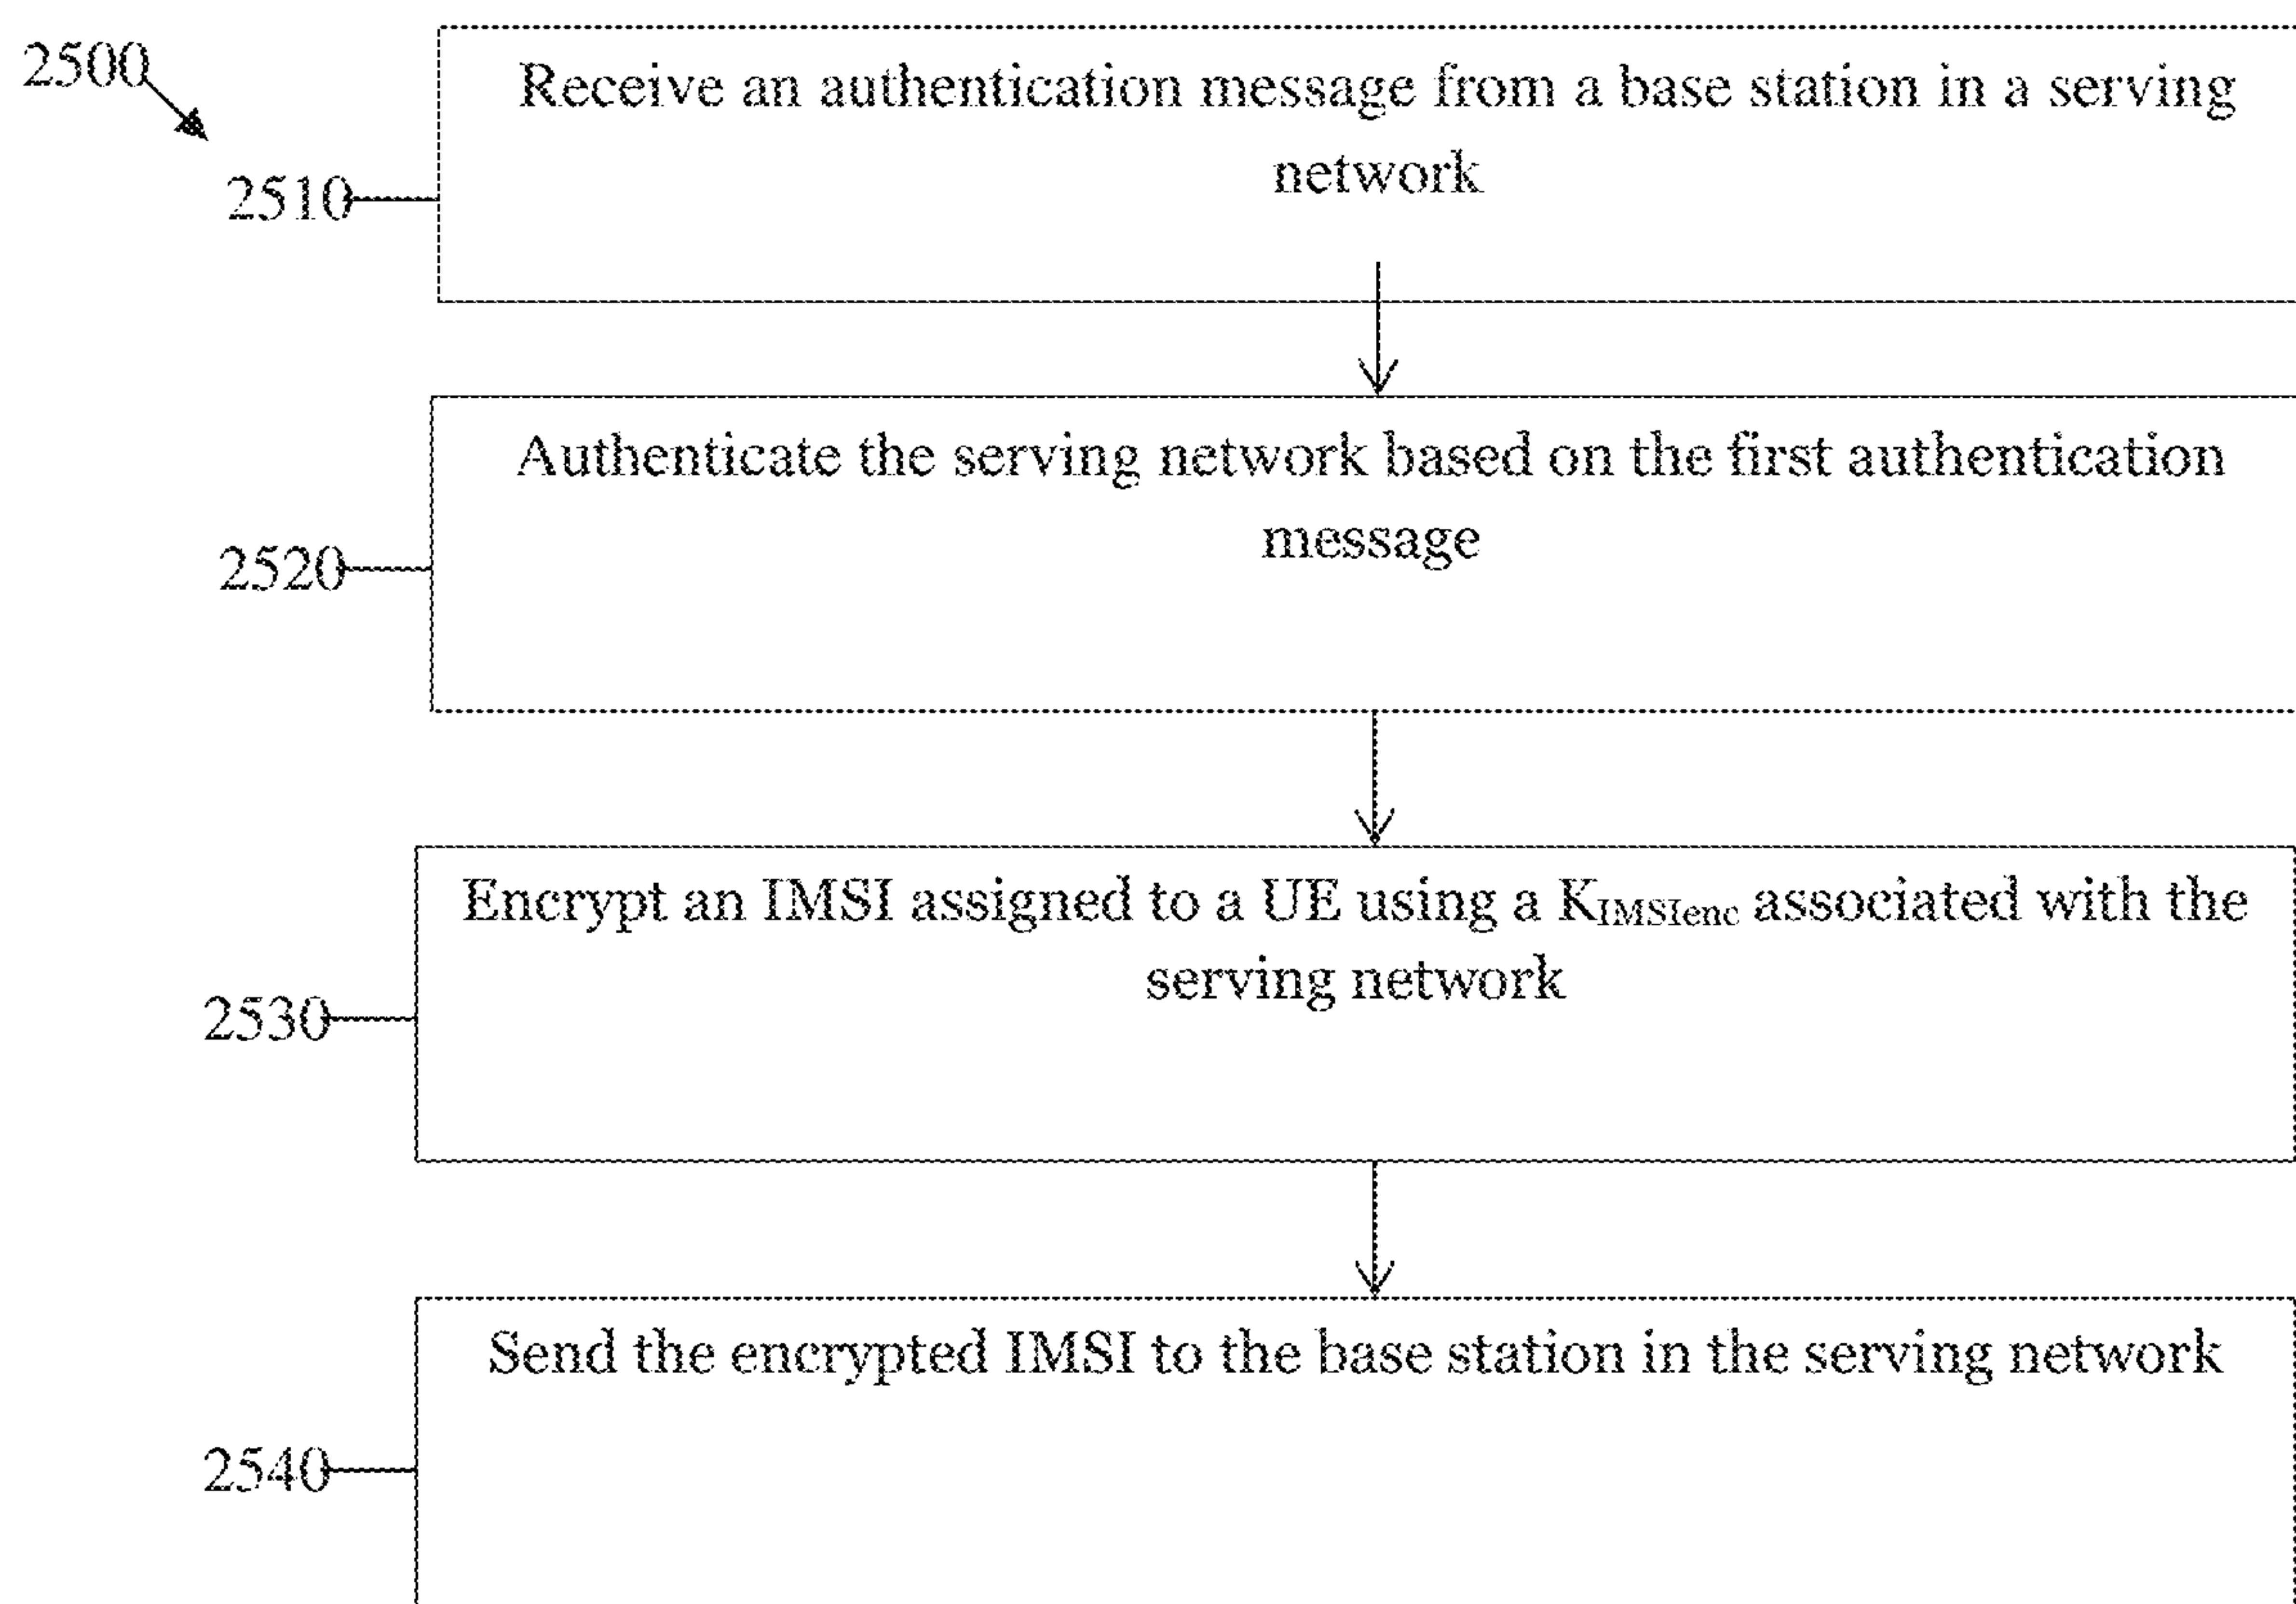 2500
Receive an authentication message from a base station in a serving
network
2510
Authenticate the serving network based on the first authentication
message
2520
Encrypt an IMSI assigned to a UE using a KIMSIenc associated with the
serving network
2530
Send the encrypted IMSI to the base station in the serving network
2540